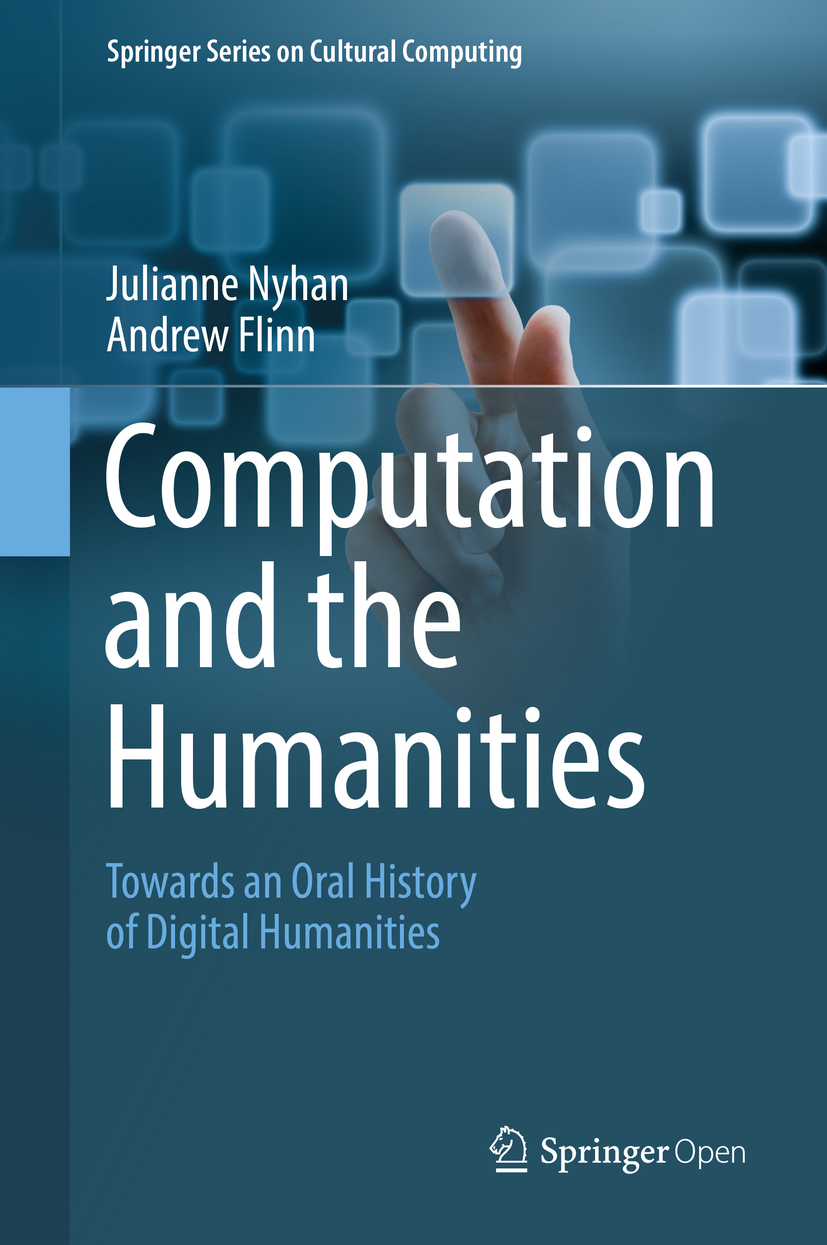 Springer Series on Cultural Computing
Julianne Nyhan
Andrew Flinn
Computation
and the
Humanities
Towards an Oral History
of Digital Humanities
Springer Open